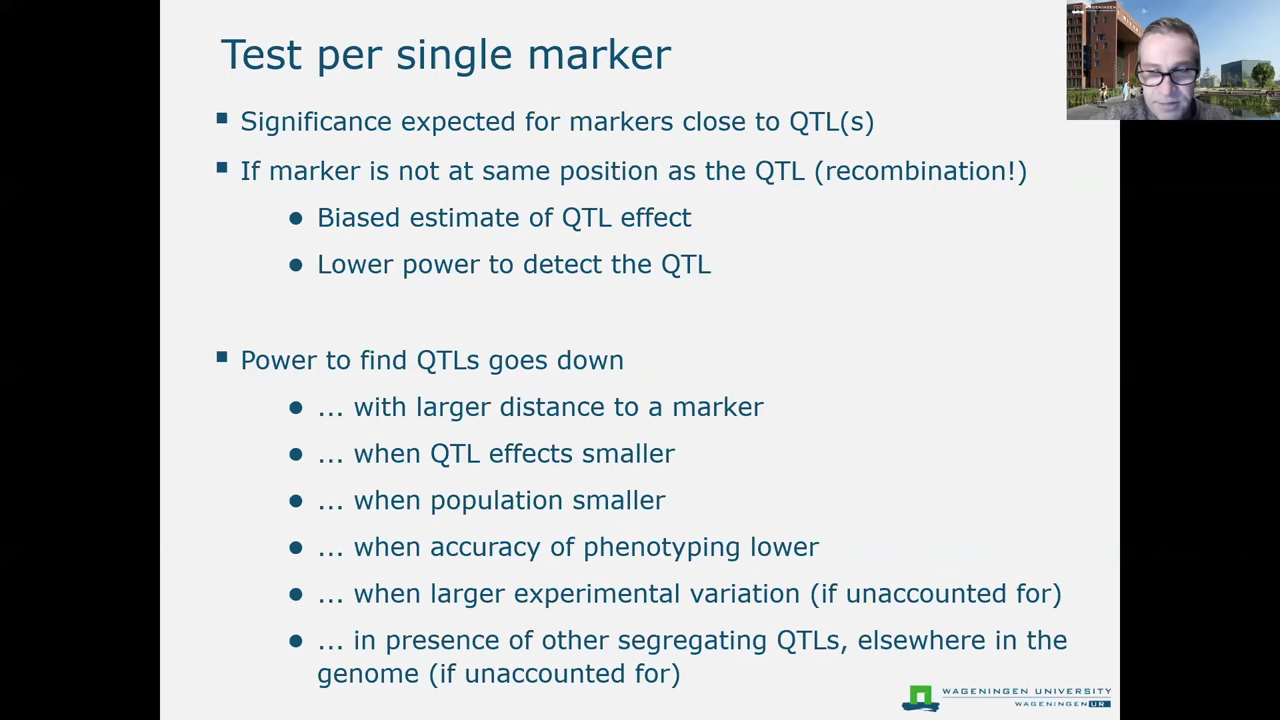 Test per single marker
Significance expected for markers close to QTL(s)
If marker is not at same position as the QTL (recombination!)
Biased estimate of QTL effect
Lower power to detect the QTL
Power to find QTLs goes down
... with larger distance to a marker
... when QTL effects smaller
... when population smaller
... when accuracy of phenotyping lower
... when larger experimental variation (if unaccounted for)
... in presence of other segregating QTLs, elsewhere in the
genome (if unaccounted for)
WAGENINGEN UNIVERSITY
WAGENINGEN UR